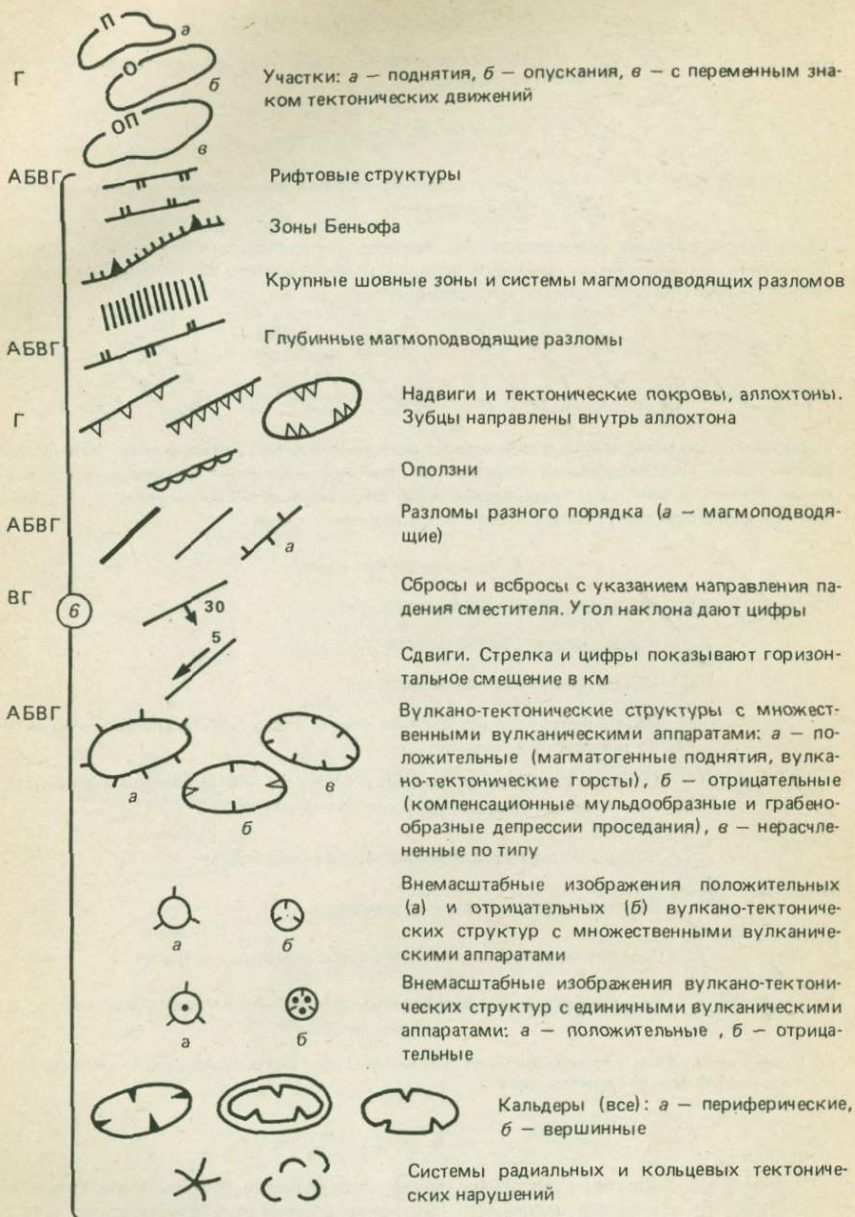 П
а
Г
О
б
Участки: а — поднятия, б — опускания, в — с переменным зна-
ком тектонических движений
ОП
в
АБВГ
Рифтовые структуры
Зоны Беньофа
Крупные шовные зоны и системы магмоподводящих разломов
АБВГ
Глубинные магмоподводящие разломы
Г
Надвиги и тектонические покровы, аллохтоны.
Зубцы направлены внутрь аллохтона
Оползни
АБВГ
а
Разломы разного порядка (а — магмоподводя-
щие)
ВГ
6
30
Сбросы и всбросы с указанием направления па-
дения сместителя. Угол наклона дают цифры
5
Сдвиги. Стрелка и цифры показывают горизон-
тальное смещение в км
АБВГ
а
б
в
Вулкано-тектонические структуры с множест-
венными вулканическими аппаратами: а — по-
ложительные (магматогенные поднятия, вулка-
но-тектонические горсты), б — отрицательные
(компенсационные мульдообразные и грабено-
образные депрессии проседания), в — нерасчле-
ненные по типу
а
б
Внемасштабные изображения положительных
(а) и отрицательных (б) вулкано-тектониче-
ских структур с множественными вулканиче-
скими аппаратами
а
б
Внемасштабные изображения вулкано-тектони-
ческих структур с единичными вулканическими
аппаратами: а — положительные , б — отрица-
тельные
Кальдеры (все): а — периферические,
б — вершинные
Системы радиальных и кольцевых тектониче-
ских нарушений